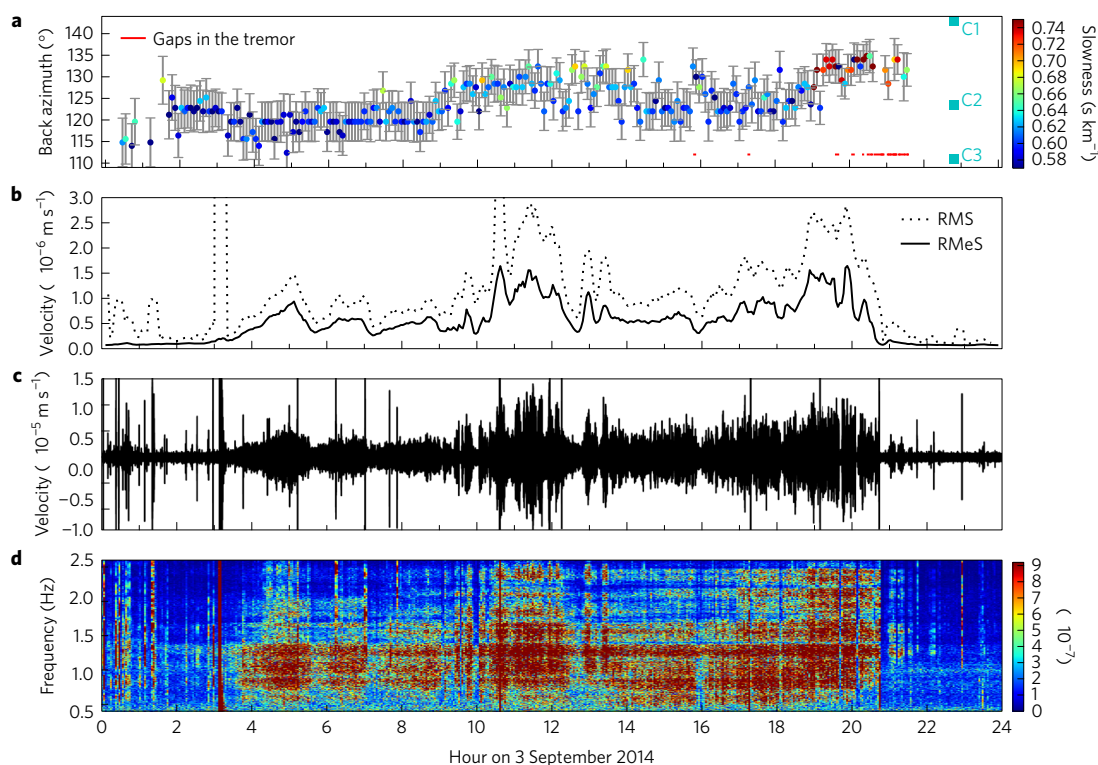 a
Back azimuth (°)
140
135
130
125
120
115
110
Gaps in the tremor
C1
C2
C3
0.74
0.72
0.70
0.68
0.66
0.64
0.62
0.60
0.58
Slowness (s km⁻¹)
b
Velocity ( 10⁻⁶ m s⁻¹)
3.0
2.5
2.0
1.5
1.0
0.5
0.0
RMS
RMeS
c
Velocity ( 10⁻⁵ m s⁻¹)
1.5
1.0
0.5
0.0
−0.5
−1.0
d
Frequency (Hz)
2.5
2.0
1.5
1.0
0.5
9
8
7
6
5
4
3
2
1
0
( 10⁻⁷)
0 2 4 6 8 10 12 14 16 18 20 22 24
Hour on 3 September 2014